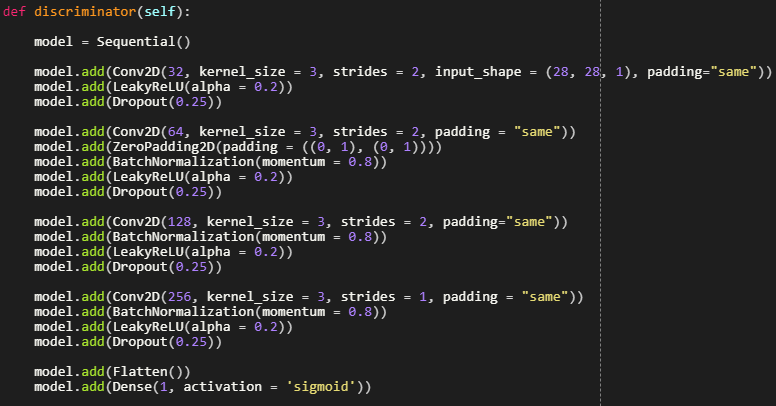 def discriminator(self):
model = Sequential()
model.add(Conv2D(32, kernel_size = 3, strides = 2, input_shape = (28, 28, 1), padding="same"))
model.add(LeakyReLU(alpha = 0.2))
model.add(Dropout(0.25))
model.add(Conv2D(64, kernel_size = 3, strides = 2, padding = "same"))
model.add(ZeroPadding2D(padding = ((0, 1), (0, 1))))
model.add(BatchNormalization(momentum = 0.8))
model.add(LeakyReLU(alpha = 0.2))
model.add(Dropout(0.25))
model.add(Conv2D(128, kernel_size = 3, strides = 2, padding="same"))
model.add(BatchNormalization(momentum = 0.8))
model.add(LeakyReLU(alpha = 0.2))
model.add(Dropout(0.25))
model.add(Conv2D(256, kernel_size = 3, strides = 1, padding = "same"))
model.add(BatchNormalization(momentum = 0.8))
model.add(LeakyReLU(alpha = 0.2))
model.add(Dropout(0.25))
model.add(Flatten())
model.add(Dense(1, activation = 'sigmoid'))